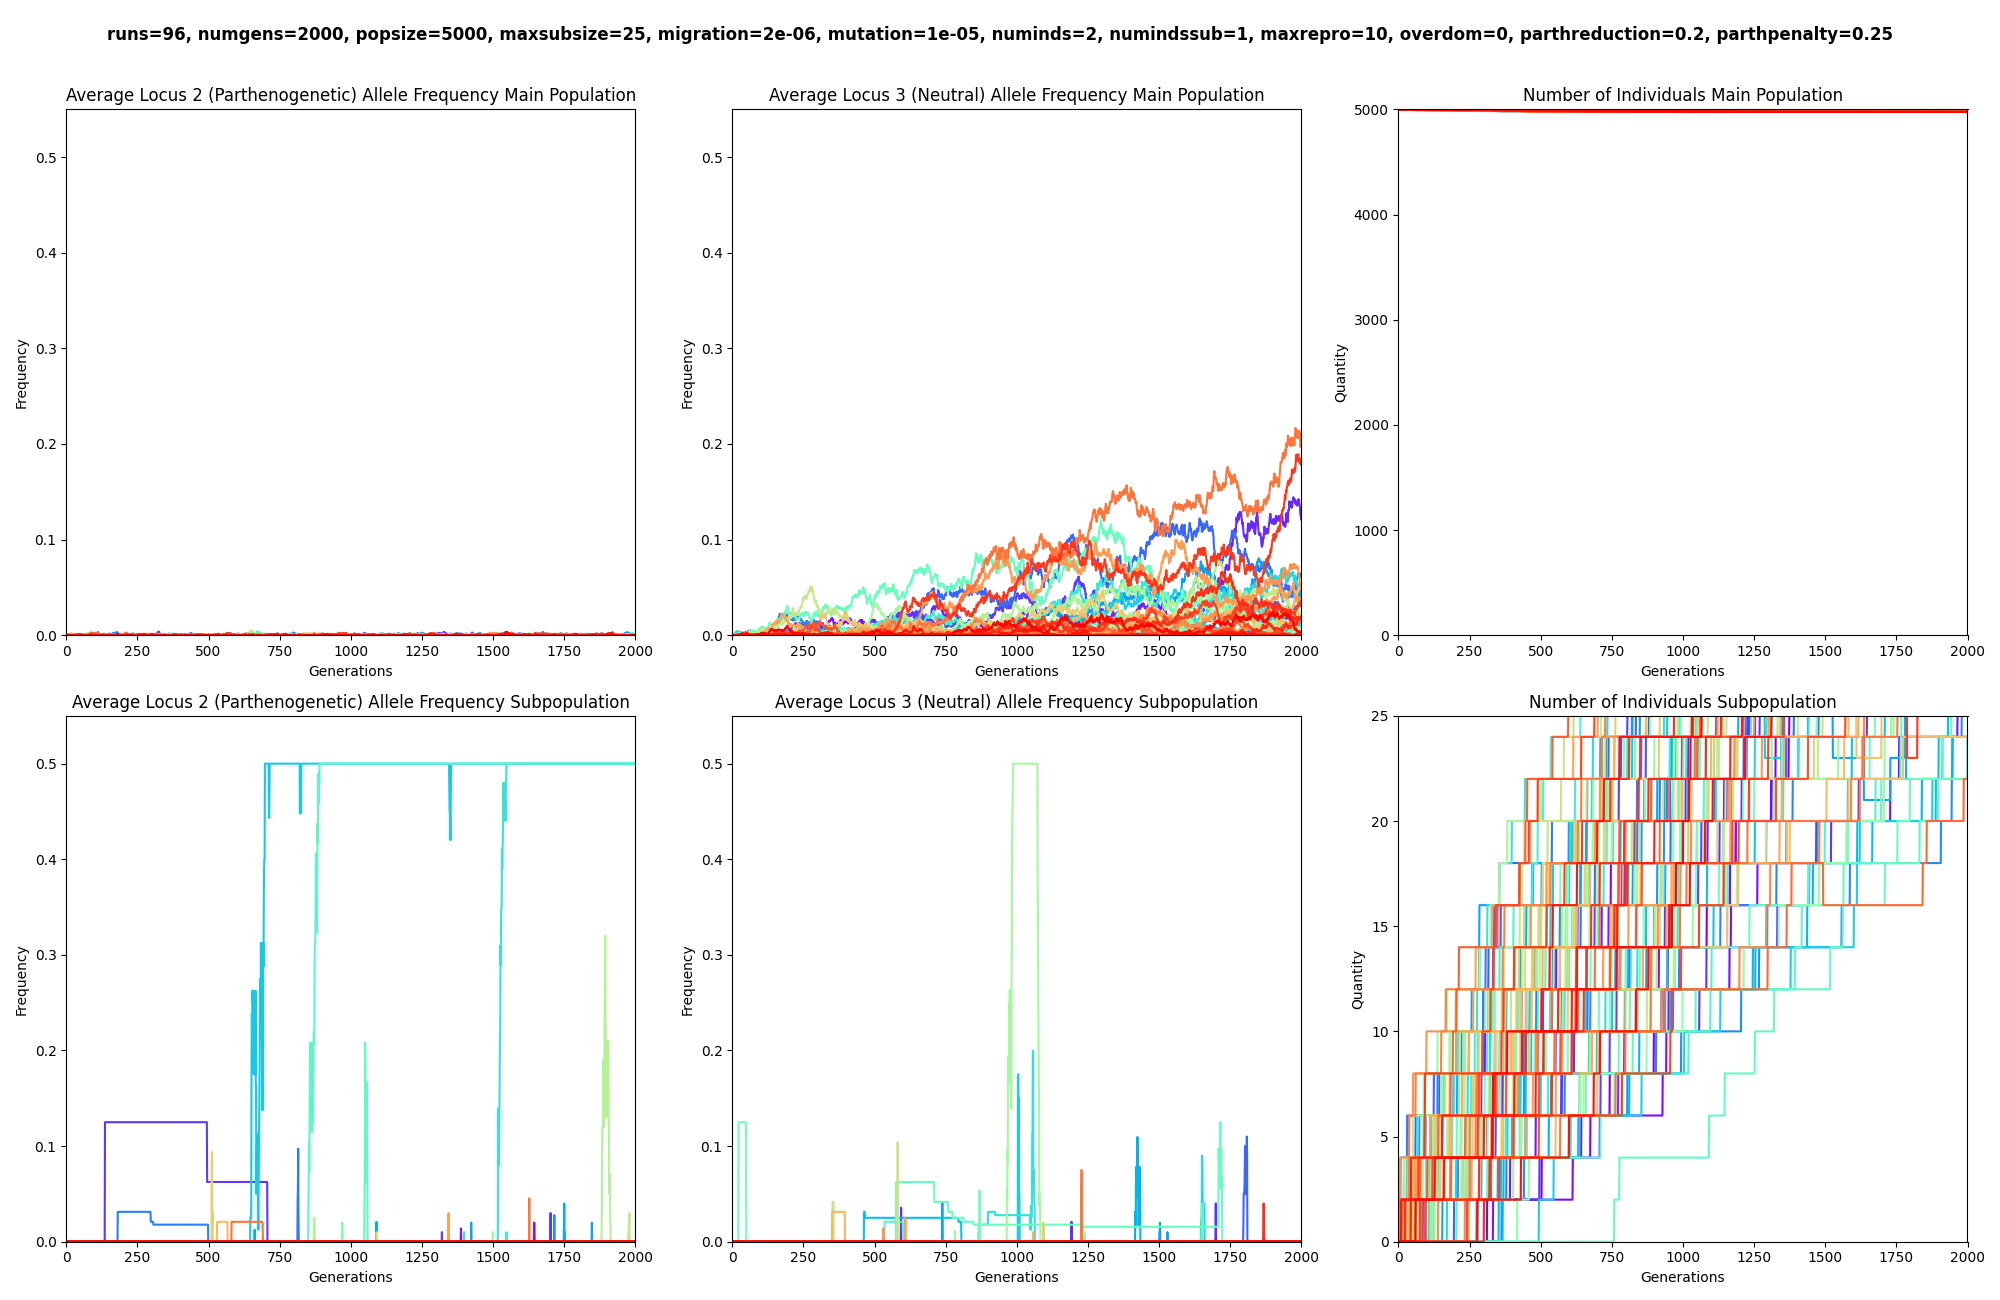 runs=96, numgens=2000, popsize=5000, maxsubsize=25, migration=2e-06, mutation=1e-05, numinds=2, numindssub=1, maxrepro=10, overdom=0, parthreduction=0.2, parthpenalty=0.25
Average Locus 2 (Parthenogenetic) Allele Frequency Main Population
Frequency
0.5
0.4
0.3
0.2
0.1
0.0
0 250 500 750 1000 1250 1500 1750 2000
Generations
Average Locus 3 (Neutral) Allele Frequency Main Population
Frequency
0.5
0.4
0.3
0.2
0.1
0.0
0 250 500 750 1000 1250 1500 1750 2000
Generations
Number of Individuals Main Population
Quantity
5000
4000
3000
2000
1000
0
0 250 500 750 1000 1250 1500 1750 2000
Generations
Average Locus 2 (Parthenogenetic) Allele Frequency Subpopulation
Frequency
0.5
0.4
0.3
0.2
0.1
0.0
0 250 500 750 1000 1250 1500 1750 2000
Generations
Average Locus 3 (Neutral) Allele Frequency Subpopulation
Frequency
0.5
0.4
0.3
0.2
0.1
0.0
0 250 500 750 1000 1250 1500 1750 2000
Generations
Number of Individuals Subpopulation
Quantity
25
20
15
10
5
0
0 250 500 750 1000 1250 1500 1750 2000
Generations